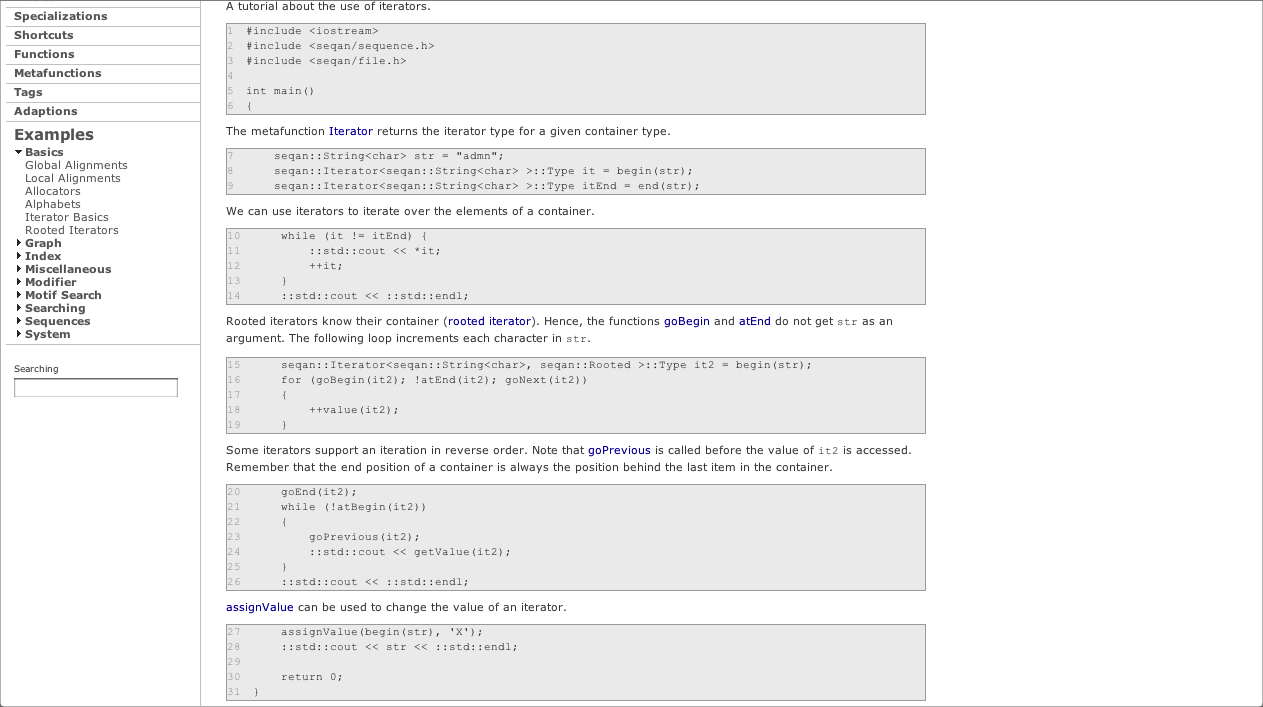 Specializations
Shortcuts
Functions
Metafunctions
Tags
Adaptions
Examples
Basics
Global Alignments
Local Alignments
Allocators
Alphabets
Iterator Basics
Rooted Iterators
Graph
Index
Miscellaneous
Modifier
Motif Search
Searching
Sequences
System
Searching
A tutorial about the use of iterators.
1 #include <iostream>
2 #include <seqan/sequence.h>
3 #include <seqan/file.h>
4
5 int main()
6 {
The metafunction Iterator returns the iterator type for a given container type.
7 seqan::String<char> str = "admn";
8 seqan::Iterator<seqan::String<char> >::Type it = begin(str);
9 seqan::Iterator<seqan::String<char> >::Type itEnd = end(str);
We can use iterators to iterate over the elements of a container.
10 while (it != itEnd) {
11 ::std::cout << *it;
12 ++it;
13 }
14 ::std::cout << ::std::endl;
Rooted iterators know their container (rooted iterator). Hence, the functions goBegin and atEnd do not get str as an
argument. The following loop increments each character in str.
15 seqan::Iterator<seqan::String<char>, seqan::Rooted >::Type it2 = begin(str);
16 for (goBegin(it2); !atEnd(it2); goNext(it2))
17 {
18 ++value(it2);
19 }
Some iterators support an iteration in reverse order. Note that goPrevious is called before the value of it2 is accessed.
Remember that the end position of a container is always the position behind the last item in the container.
20 goEnd(it2);
21 while (!atBegin(it2))
22 {
23 goPrevious(it2);
24 ::std::cout << getValue(it2);
25 }
26 ::std::cout << ::std::endl;
assignValue can be used to change the value of an iterator.
27 assignValue(begin(str), 'X');
28 ::std::cout << str << ::std::endl;
29
30 return 0;
31 }